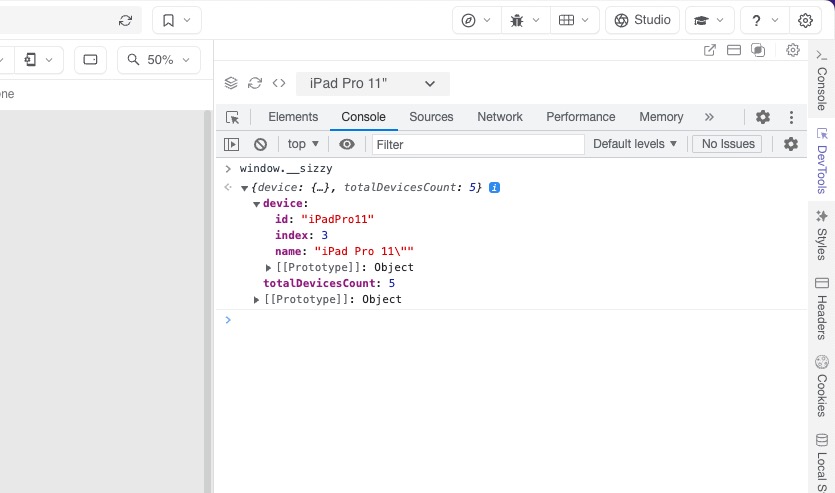 Studio
?
50%
ne
iPad Pro 11"
Elements Console Sources Network Performance Memory »
top ▼ Filter Default levels ▼ No Issues
> window.__sizzy
{device: {…}, totalDevicesCount: 5} i
▼ device:
id: "iPadPro11"
index: 3
name: "iPad Pro 11\""
▶ [[Prototype]]: Object
totalDevicesCount: 5
▶ [[Prototype]]: Object
>
Console
DevTools
Styles
Headers
Cookies
Local S